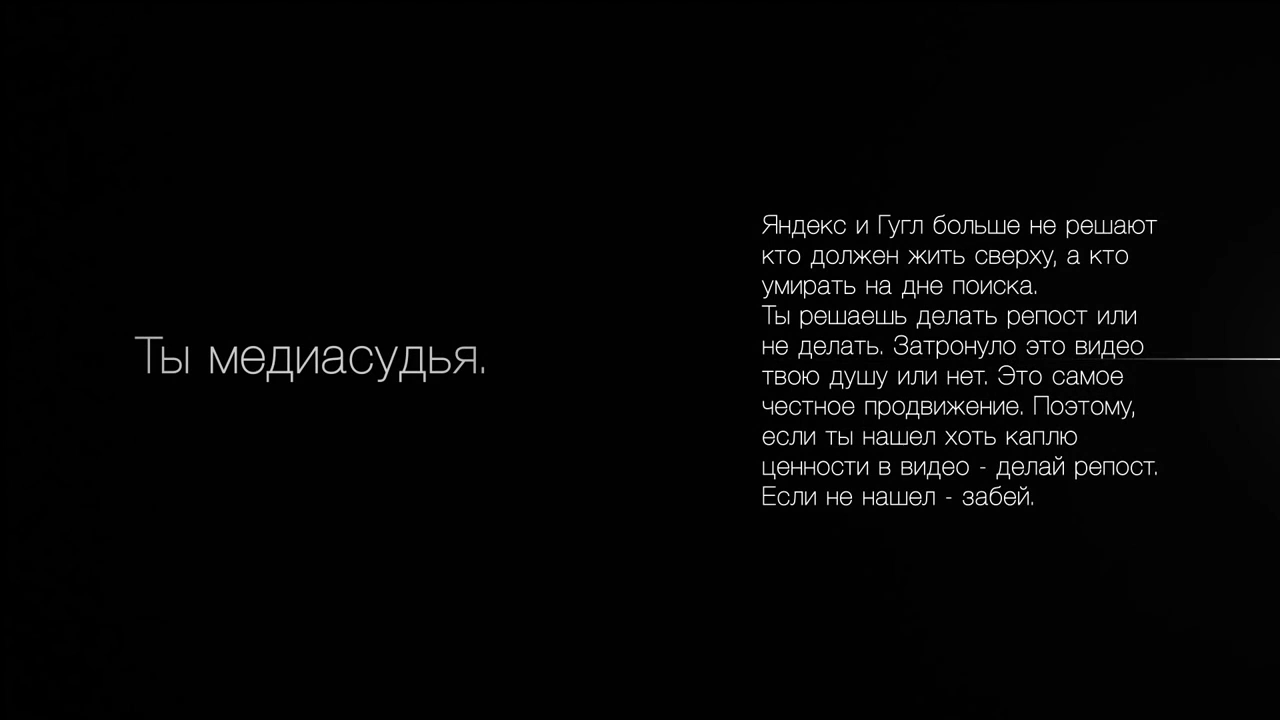 Ты медиасудья.
Яндекс и Гугл больше не решают
кто должен жить сверху, а кто
умирать на дне поиска.
Ты решаешь делать репост или
не делать. Затронуло это видео
твою душу или нет. Это самое
честное продвижение. Поэтому,
если ты нашел хоть каплю
ценности в видео - делай репост.
Если не нашел - забей.